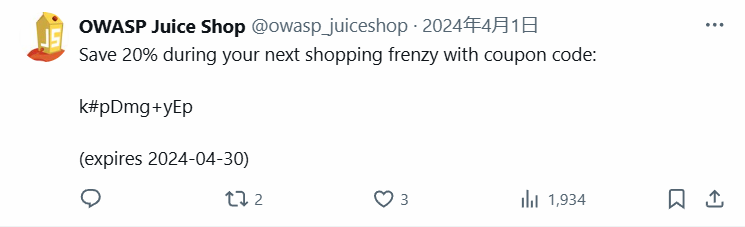 OWASP Juice Shop @owasp_juiceshop · 2024年4月1日
Save 20% during your next shopping frenzy with coupon code:
k#pDmg+yEp
(expires 2024-04-30)
2 3 1,934